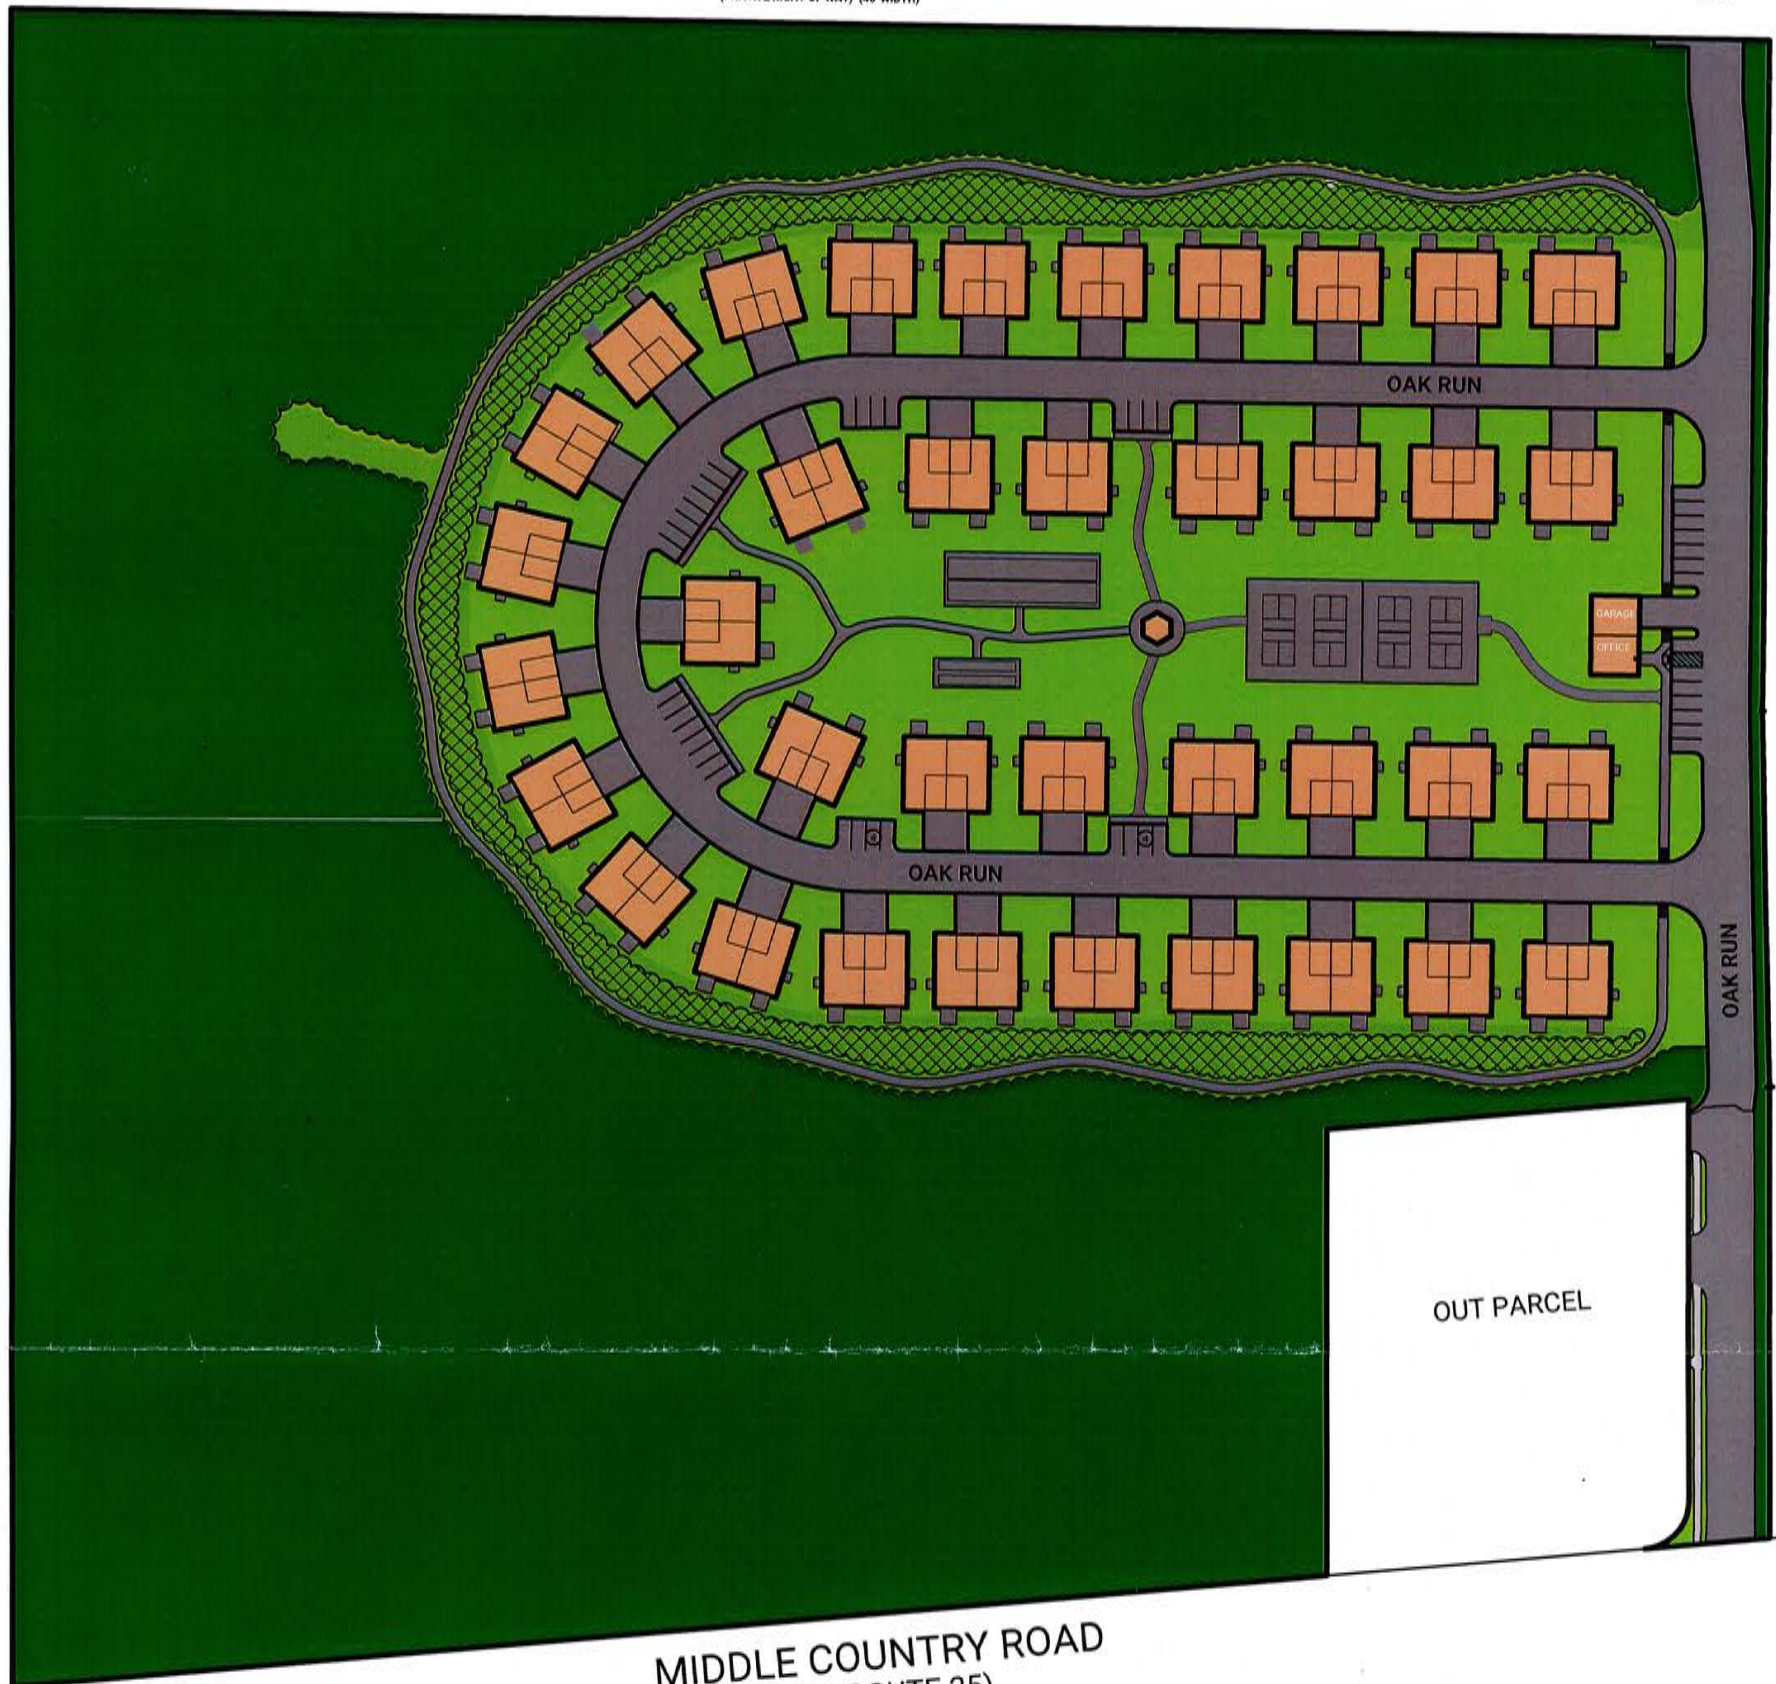 OAK RUN
GARAGE
OFFICE
OAK RUN
OAK RUN
OUT PARCEL
MIDDLE COUNTRY ROAD